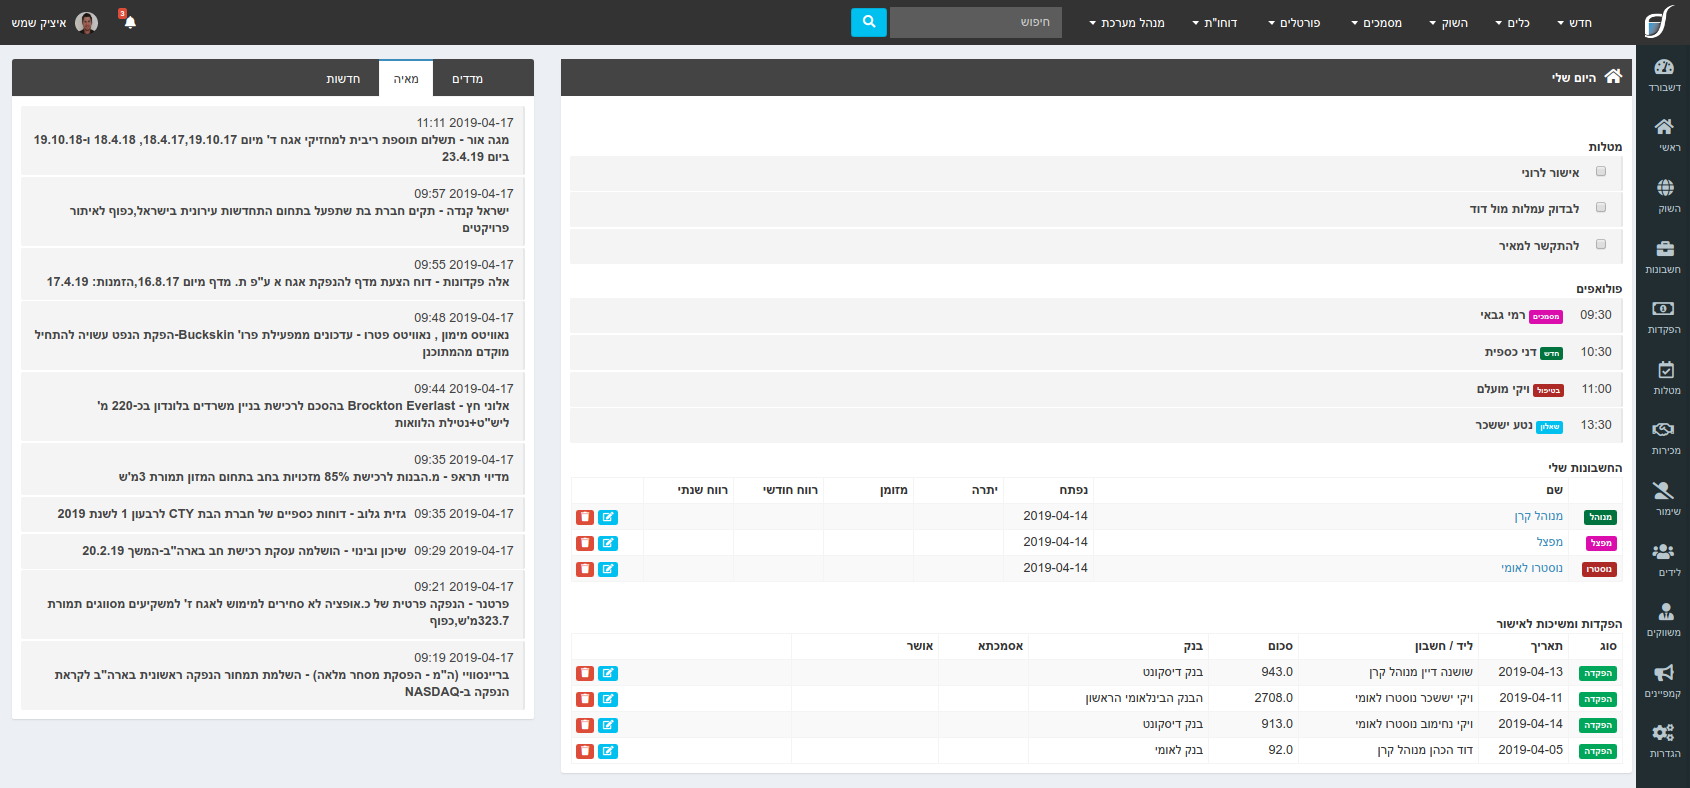 חדש
כלים
השוק
מסמכים
פורטלים
דוחו"ת
מנהל מערכת
חיפוש
3
איציק שמש
דשבורד
ראשי
השוק
חשבונות
הפקדות
מטלות
מכירות
שימור
לידים
משווקים
קמפיינים
הגדרות
היום שלי
מטלות
אישור לרוני
לבדוק עמלות מול דוד
להתקשר למאיר
פולואפים
09:30 מסמכים רמי גבאי
10:30 חדש דני כספית
11:00 בטיפול ויקי מועלם
13:30 שאלון נטע יששכר
החשבונות שלי
שם נפתח יתרה מזומן רווח חודשי רווח שנתי
מנוהל מנוהל קרן 2019-04-14
מפצל מפצל 2019-04-14
נוסטרו נוסטרו לאומי 2019-04-14
הפקדות ומשיכות לאישור
סוג תאריך ליד / חשבון סכום בנק אסמכתא אושר
הפקדה 2019-04-13 שושנה דיין מנוהל קרן 943.0 בנק דיסקונט
הפקדה 2019-04-11 ויקי יששכר נוסטרו לאומי 2708.0 הבנק הבינלאומי הראשון
הפקדה 2019-04-14 ויקי נחימוב נוסטרו לאומי 913.0 בנק דיסקונט
הפקדה 2019-04-05 דוד הכהן מנוהל קרן 92.0 בנק לאומי
מדדים
מאיה
חדשות
2019-04-17 11:11
מגה אור - תשלום תוספת ריבית למחזיקי אגח ד' מיום 18.4.17,19.10.17, 18.4.18 ו-19.10.18
ביום 23.4.19
2019-04-17 09:57
ישראל קנדה - תקים חברת בת שתפעל בתחום התחדשות עירונית בישראל,כפוף לאיתור
פרויקטים
2019-04-17 09:55
אלה פקדונות - דוח הצעת מדף להנפקת אגח א ע"פ ת. מדף מיום 16.8.17,הזמנות: 17.4.19
2019-04-17 09:48
נאוויטס מימון , נאוויטס פטרו - עדכונים ממפעילת פרו' Buckskin-הפקת הנפט עשויה להתחיל
מוקדם מהמתוכנן
2019-04-17 09:44
אלוני חץ - Brockton Everlast בהסכם לרכישת בניין משרדים בלונדון בכ-220 מ'
ליש"ט+נטילת הלוואות
2019-04-17 09:35
מדיוי תראפ - מ.הבנות לרכישת 85% מזכויות בחב בתחום המזון תמורת 3מ'ש
2019-04-17 09:35 גזית גלוב - דוחות כספיים של חברת הבת CTY לרבעון 1 לשנת 2019
2019-04-17 09:29 שיכון ובינוי - הושלמה עסקת רכישת חב בארה"ב-המשך 20.2.19
2019-04-17 09:21
פרטנר - הנפקה פרטית של כ.אופציה לא סחירים למימוש לאגח ז' למשקיעים מסווגים תמורת
323.7מ'ש,כפוף
2019-04-17 09:19
בריינסוויי (ה"מ - הפסקת מסחר מלאה) - השלמת תמחור הנפקה ראשונית בארה"ב לקראת
הנפקה ב-NASDAQ